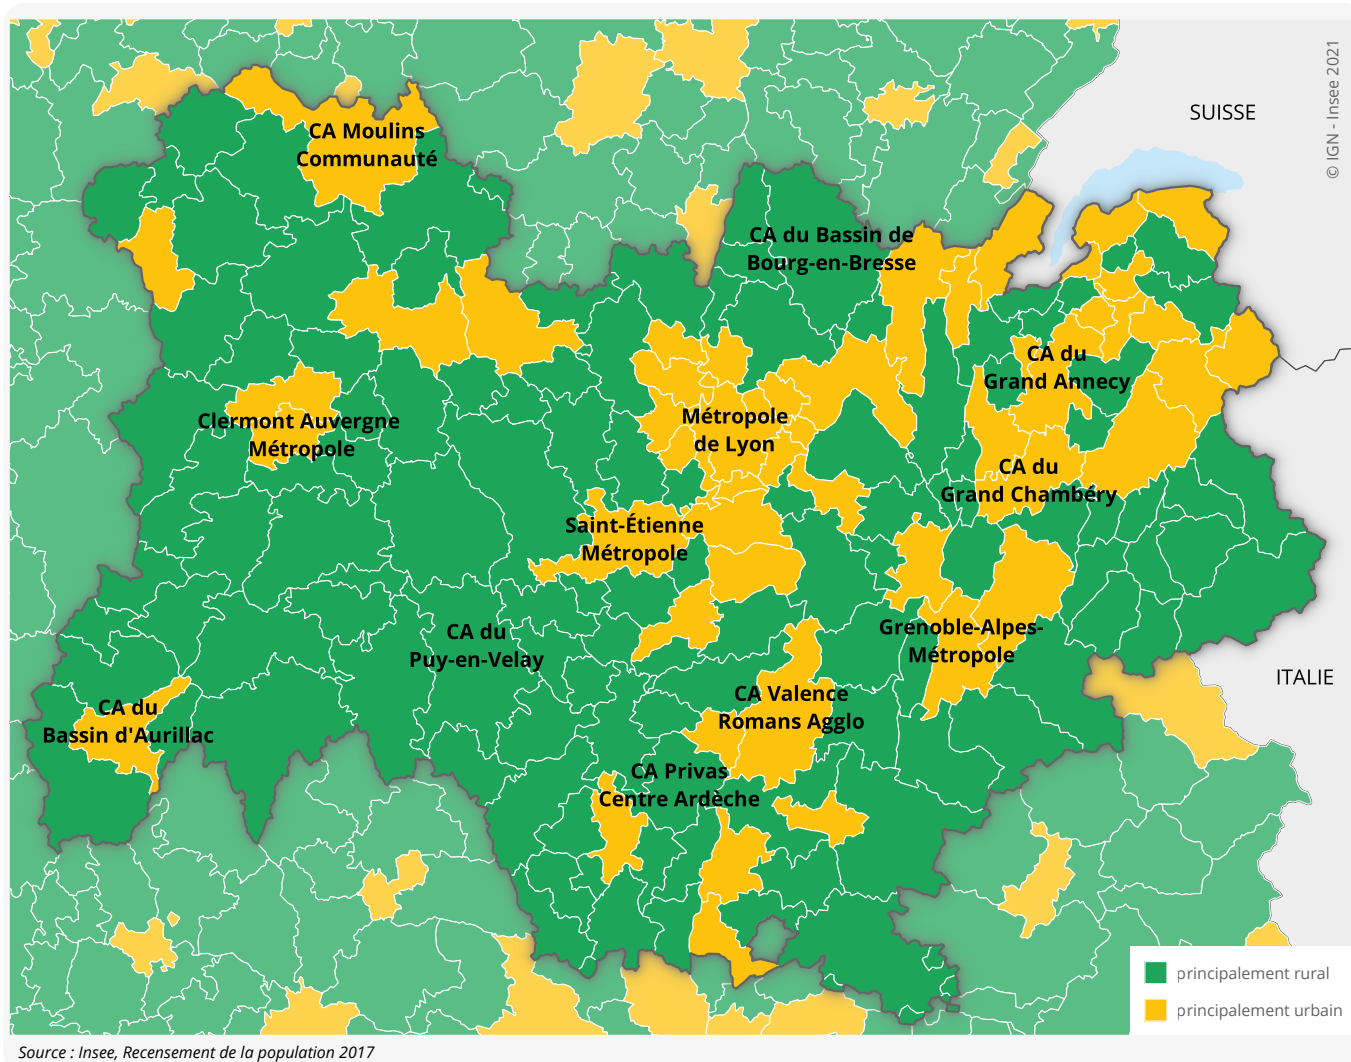 © IGN - Insee 2021
SUISSE
CA Moulins
Communauté
CA du Bassin de
Bourg-en-Bresse
CA du
Grand Annecy
Clermont Auvergne
Métropole
Métropole
de Lyon
CA du
Grand Chambéry
Saint-Étienne
Métropole
CA du
Puy-en-Velay
Grenoble-Alpes-
Métropole
ITALIE
CA du
Bassin d'Aurillac
CA Valence
Romans Agglo
CA Privas
Centre Ardèche
principalement rural
principalement urbain
Source : Insee, Recensement de la population 2017